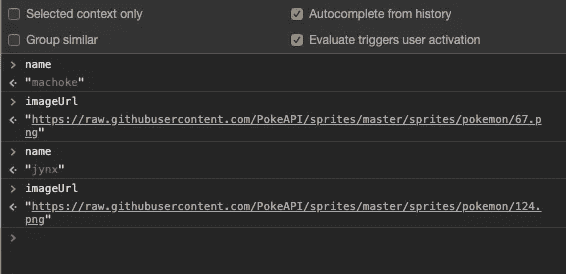 Selected context only
Autocomplete from history
Group similar
Evaluate triggers user activation
name
"machoke"
imageUrl
"https://raw.githubusercontent.com/PokeAPI/sprites/master/sprites/pokemon/67.p
ng"
name
"jynx"
imageUrl
"https://raw.githubusercontent.com/PokeAPI/sprites/master/sprites/pokemon/124.
png"